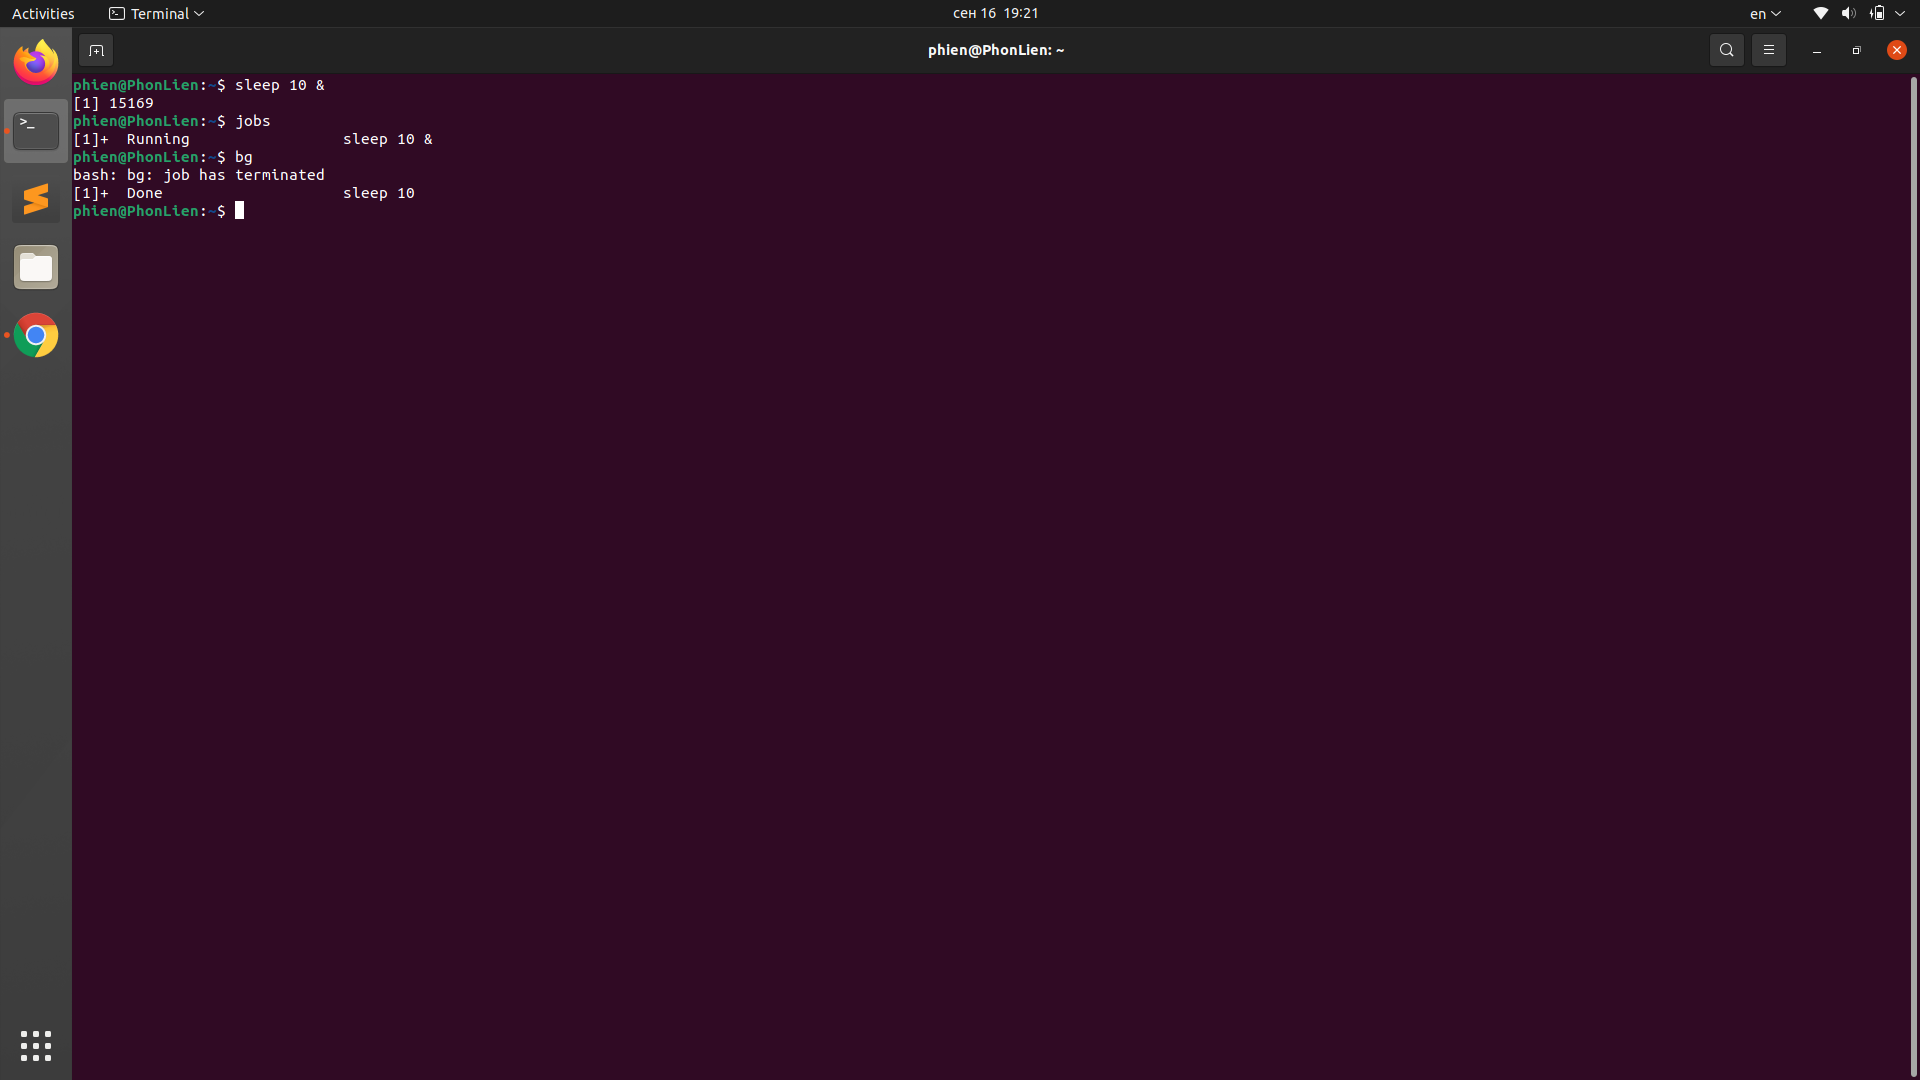 Activities Terminal сен 16 19:21 en
phien@PhonLien: ~
phien@PhonLien:~$ sleep 10 &
[1] 15169
phien@PhonLien:~$ jobs
[1]+  Running                 sleep 10 &
phien@PhonLien:~$ bg
bash: bg: job has terminated
[1]+  Done                    sleep 10
phien@PhonLien:~$